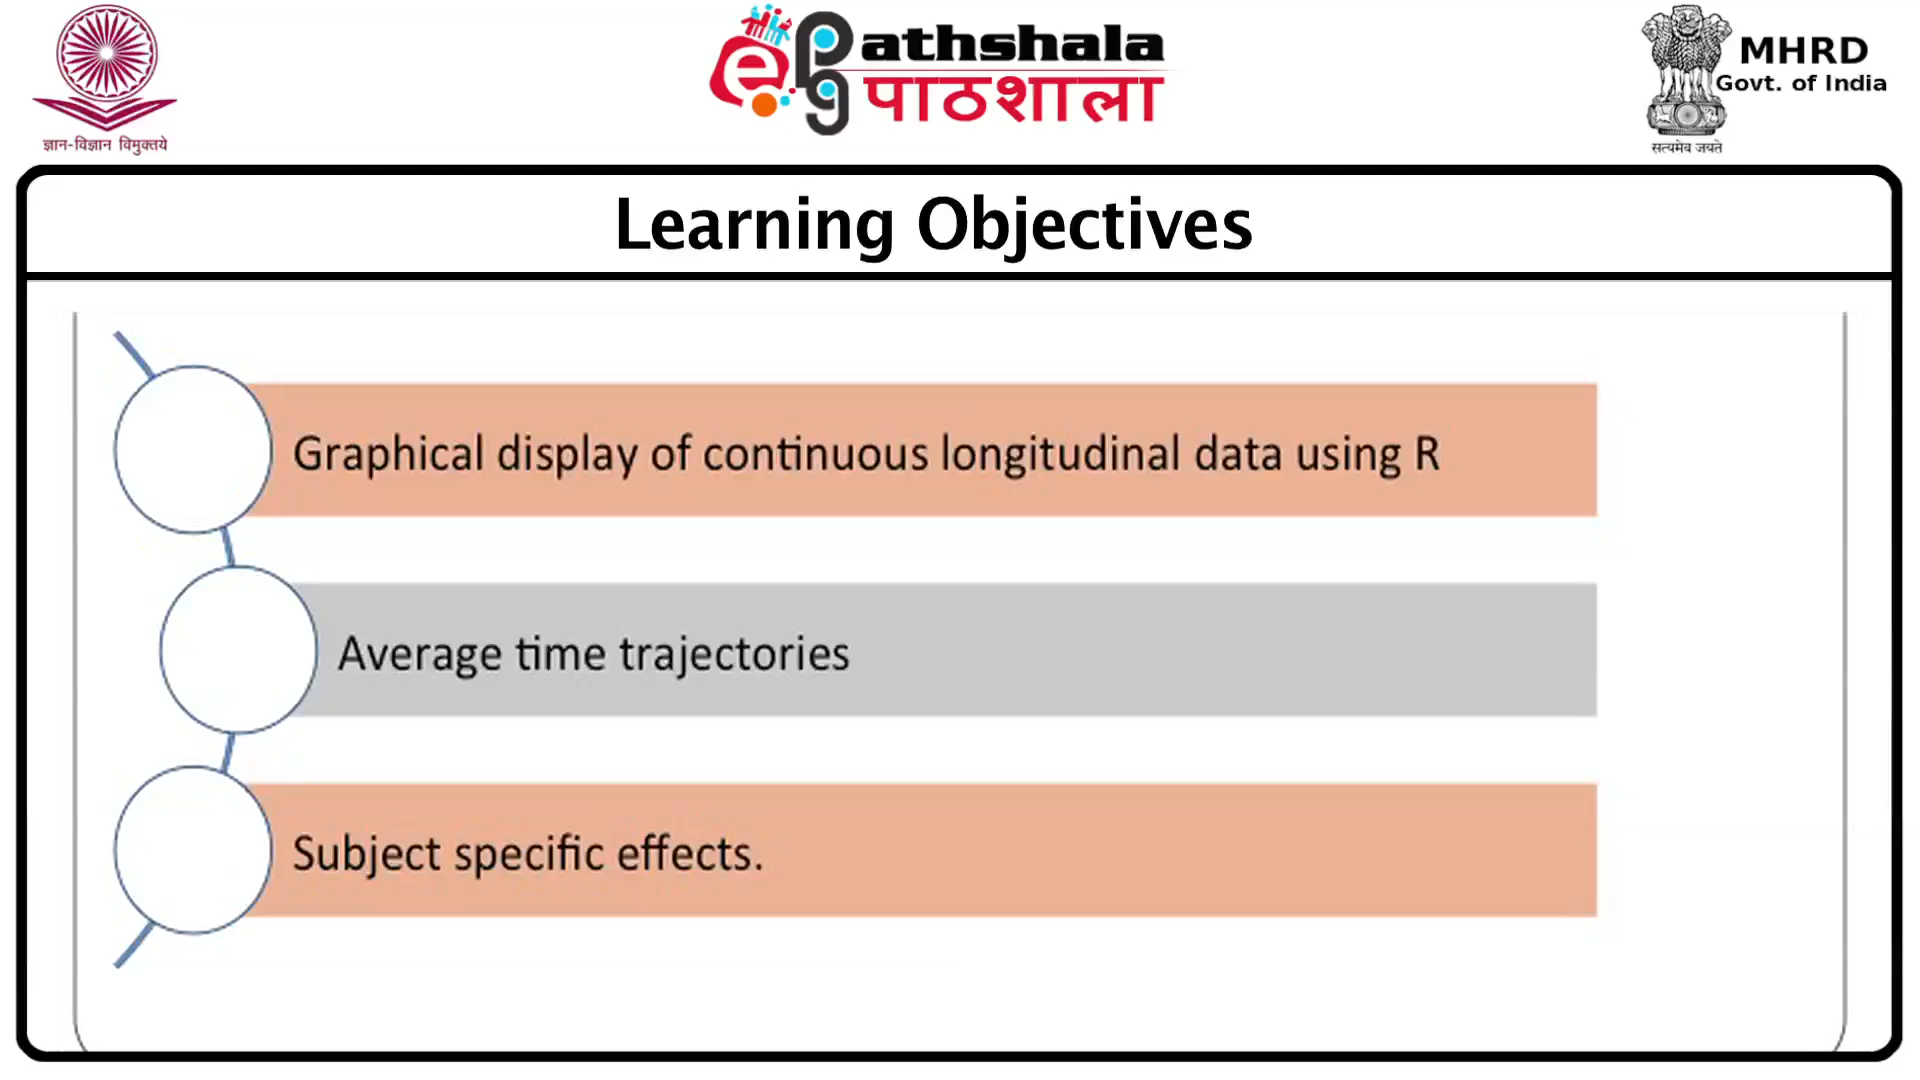 ज्ञान-विज्ञान विमुक्तये
e
pg
athshala
पाठशाला
MHRD
Govt. of India
सत्यमेव जयते
Learning Objectives
Graphical display of continuous longitudinal data using R
Average time trajectories
Subject specific effects.